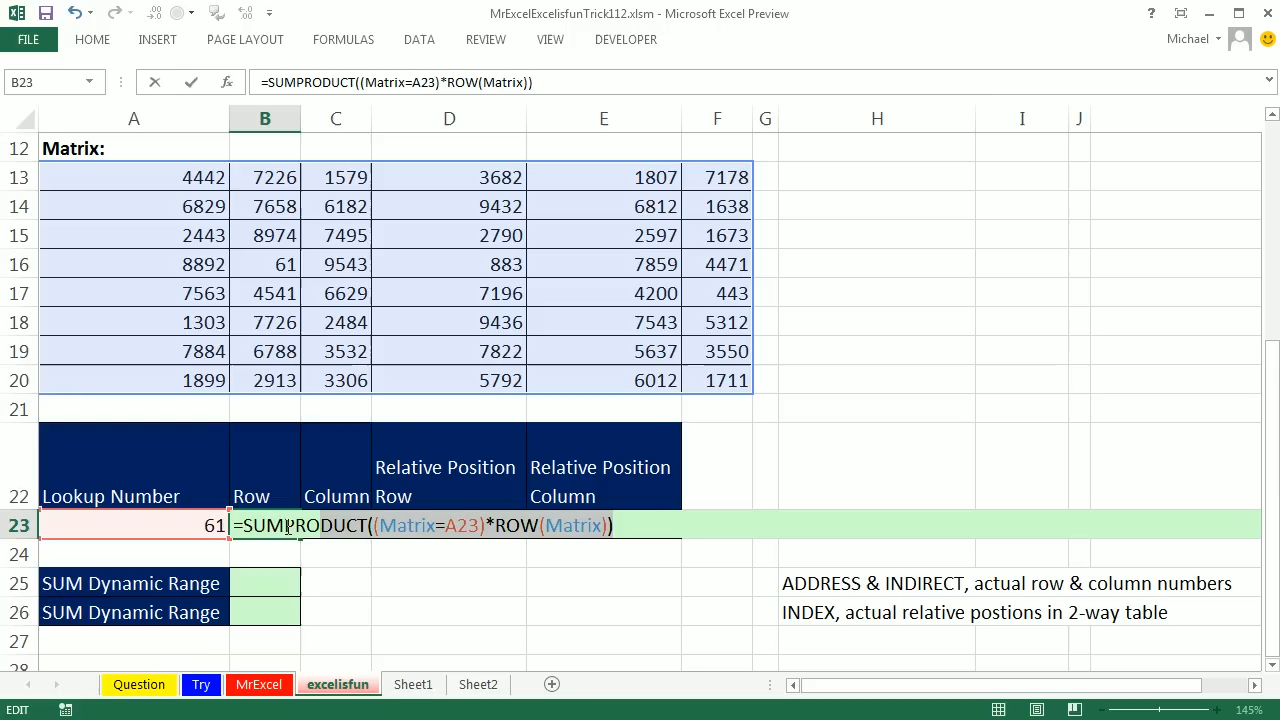 MrExcelExcelisfunTrick112.xlsm - Microsoft Excel Preview
FILE HOME INSERT PAGE LAYOUT FORMULAS DATA REVIEW VIEW DEVELOPER Michael
B23 =SUMPRODUCT((Matrix=A23)*ROW(Matrix))
A B C D E F G H I J
12 Matrix:
13 4442 7226 1579 3682 1807 7178
14 6829 7658 6182 9432 6812 1638
15 2443 8974 7495 2790 2597 1673
16 8892 61 9543 883 7859 4471
17 7563 4541 6629 7196 4200 443
18 1303 7726 2484 9436 7543 5312
19 7884 6788 3532 7822 5637 3550
20 1899 2913 3306 5792 6012 1711
21
Relative Position Relative Position
22 Lookup Number Row Column Row Column
23 61 =SUMPRODUCT((Matrix=A23)*ROW(Matrix))
24
25 SUM Dynamic Range ADDRESS & INDIRECT, actual row & column numbers
26 SUM Dynamic Range INDEX, actual relative postions in 2-way table
27
28
Question Try MrExcel excelisfun Sheet1 Sheet2
EDIT 145%